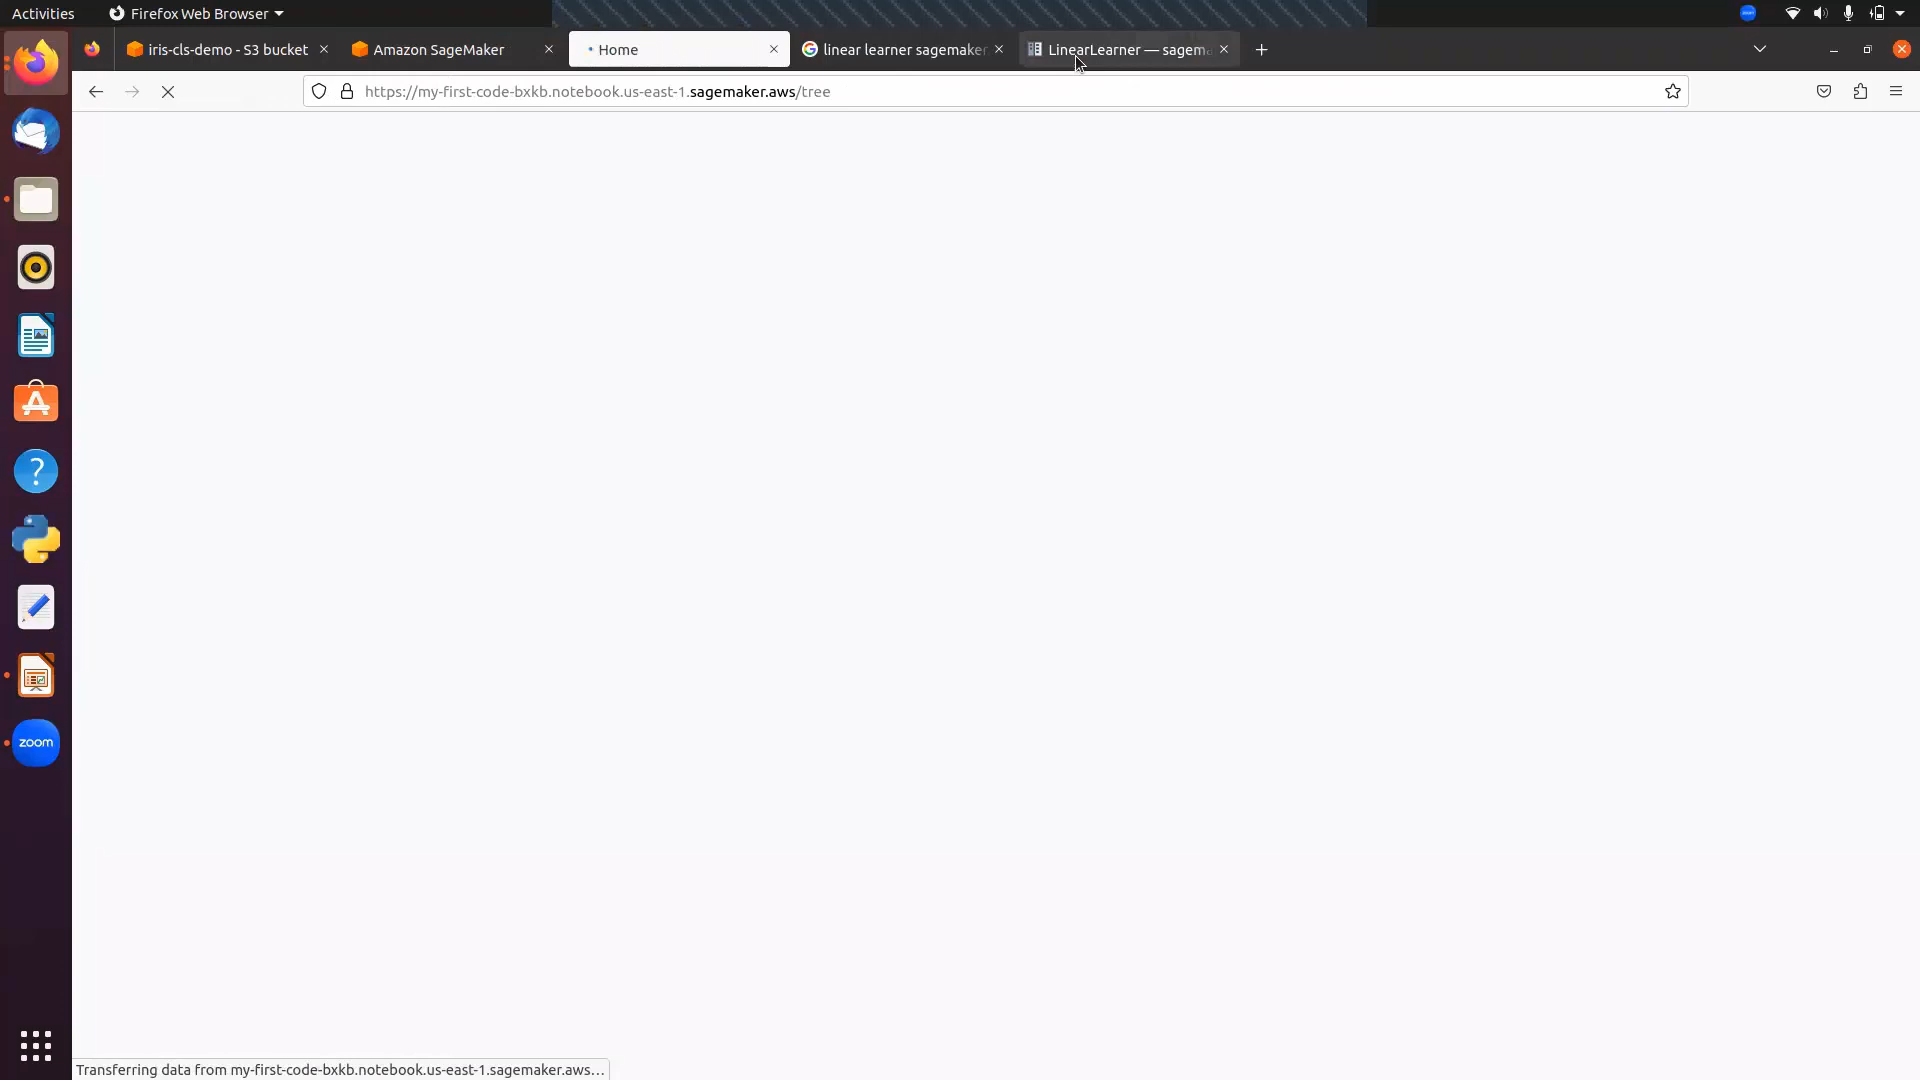 Activities
Firefox Web Browser
iris-cls-demo - S3 bucket
Amazon SageMaker
Home
linear learner sagemaker
LinearLearner — sagem
https://my-first-code-bxkb.notebook.us-east-1.sagemaker.aws/tree
?
zoom
Transferring data from my-first-code-bxkb.notebook.us-east-1.sagemaker.aws...